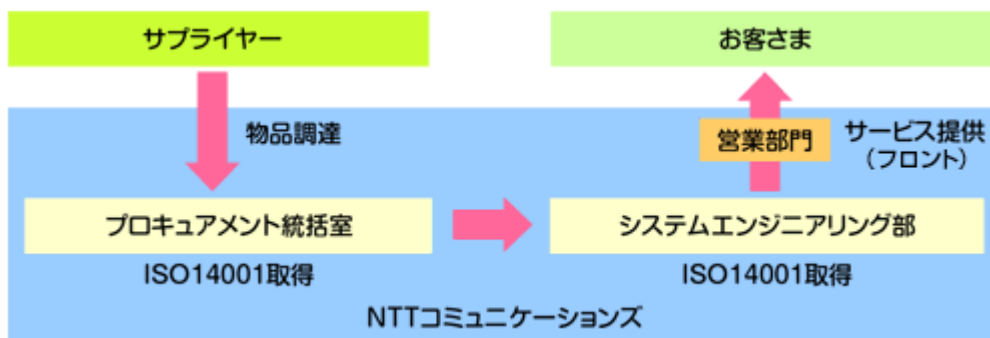 サプライヤー
お客さま
物品調達
営業部門
サービス提供
（フロント）
プロキュアメント統括室
システムエンジニアリング部
ISO14001取得
ISO14001取得
NTTコミュニケーションズ